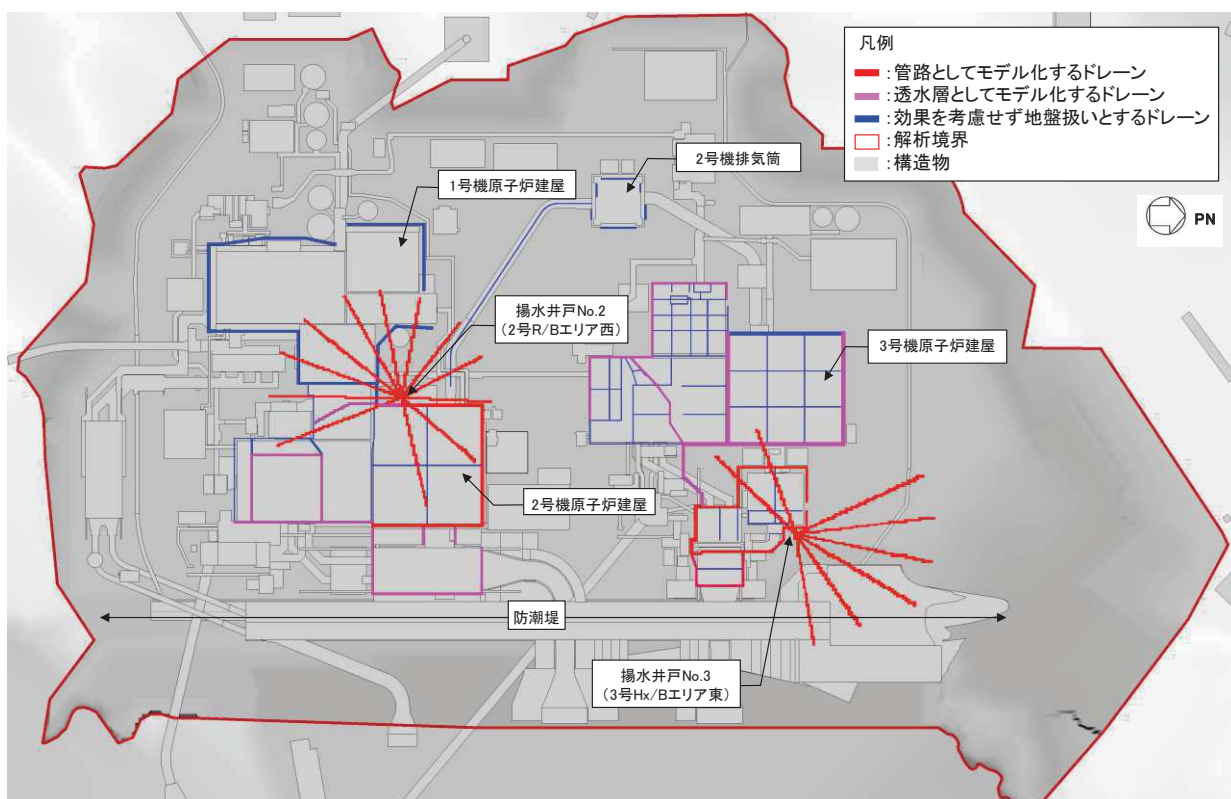 凡例
:管路としてモデル化するドレーン
:透水層としてモデル化するドレーン
:効果を考慮せず地盤扱いとするドレーン
:解析境界
:構造物
PN
2号機排気筒
1号機原子炉建屋
揚水井戸No.2
(2号R/Bエリア西)
3号機原子炉建屋
2号機原子炉建屋
防潮堤
揚水井戸No.3
(3号Hx/Bエリア東)